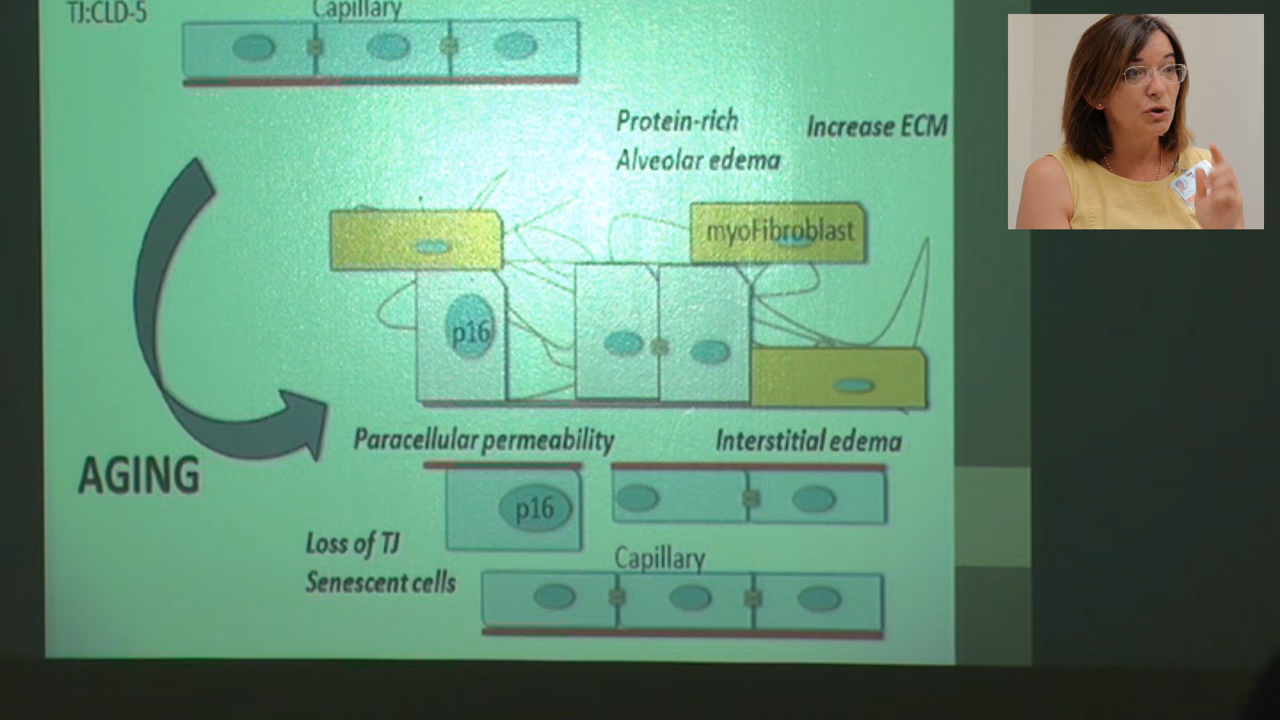 TJ:CLD-5
Capillary
Protein-rich
Alveolar edema
Increase ECM
myoFibroblast
p16
Paracellular permeability
Interstitial edema
AGING
p16
Loss of TJ
Senescent cells
Capillary